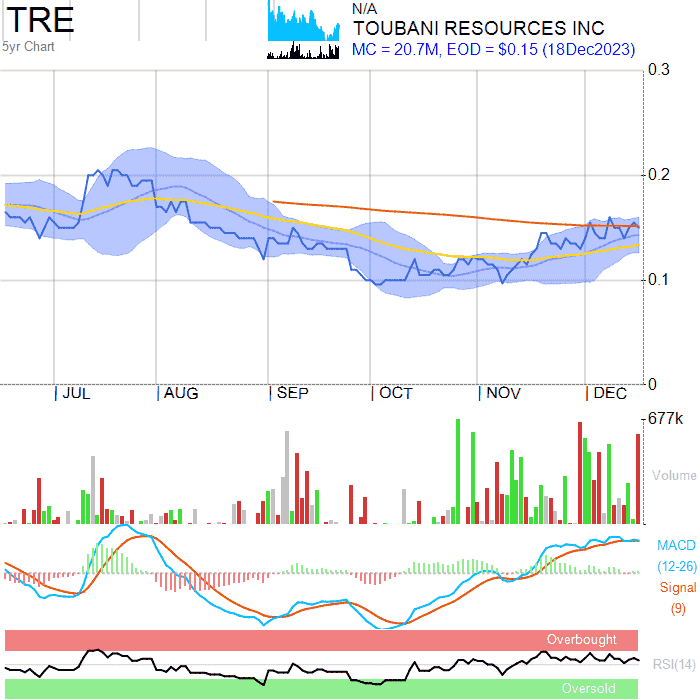 TRE
5yr Chart
N/A
TOUBANI RESOURCES INC
MC = 20.7M, EOD = $0.15 (18Dec2023)
0.3
0.2
0.1
0
JUL AUG SEP OCT NOV DEC
677k
Volume
MACD
(12-26)
Signal
(9)
Overbought
RSI(14)
Oversold